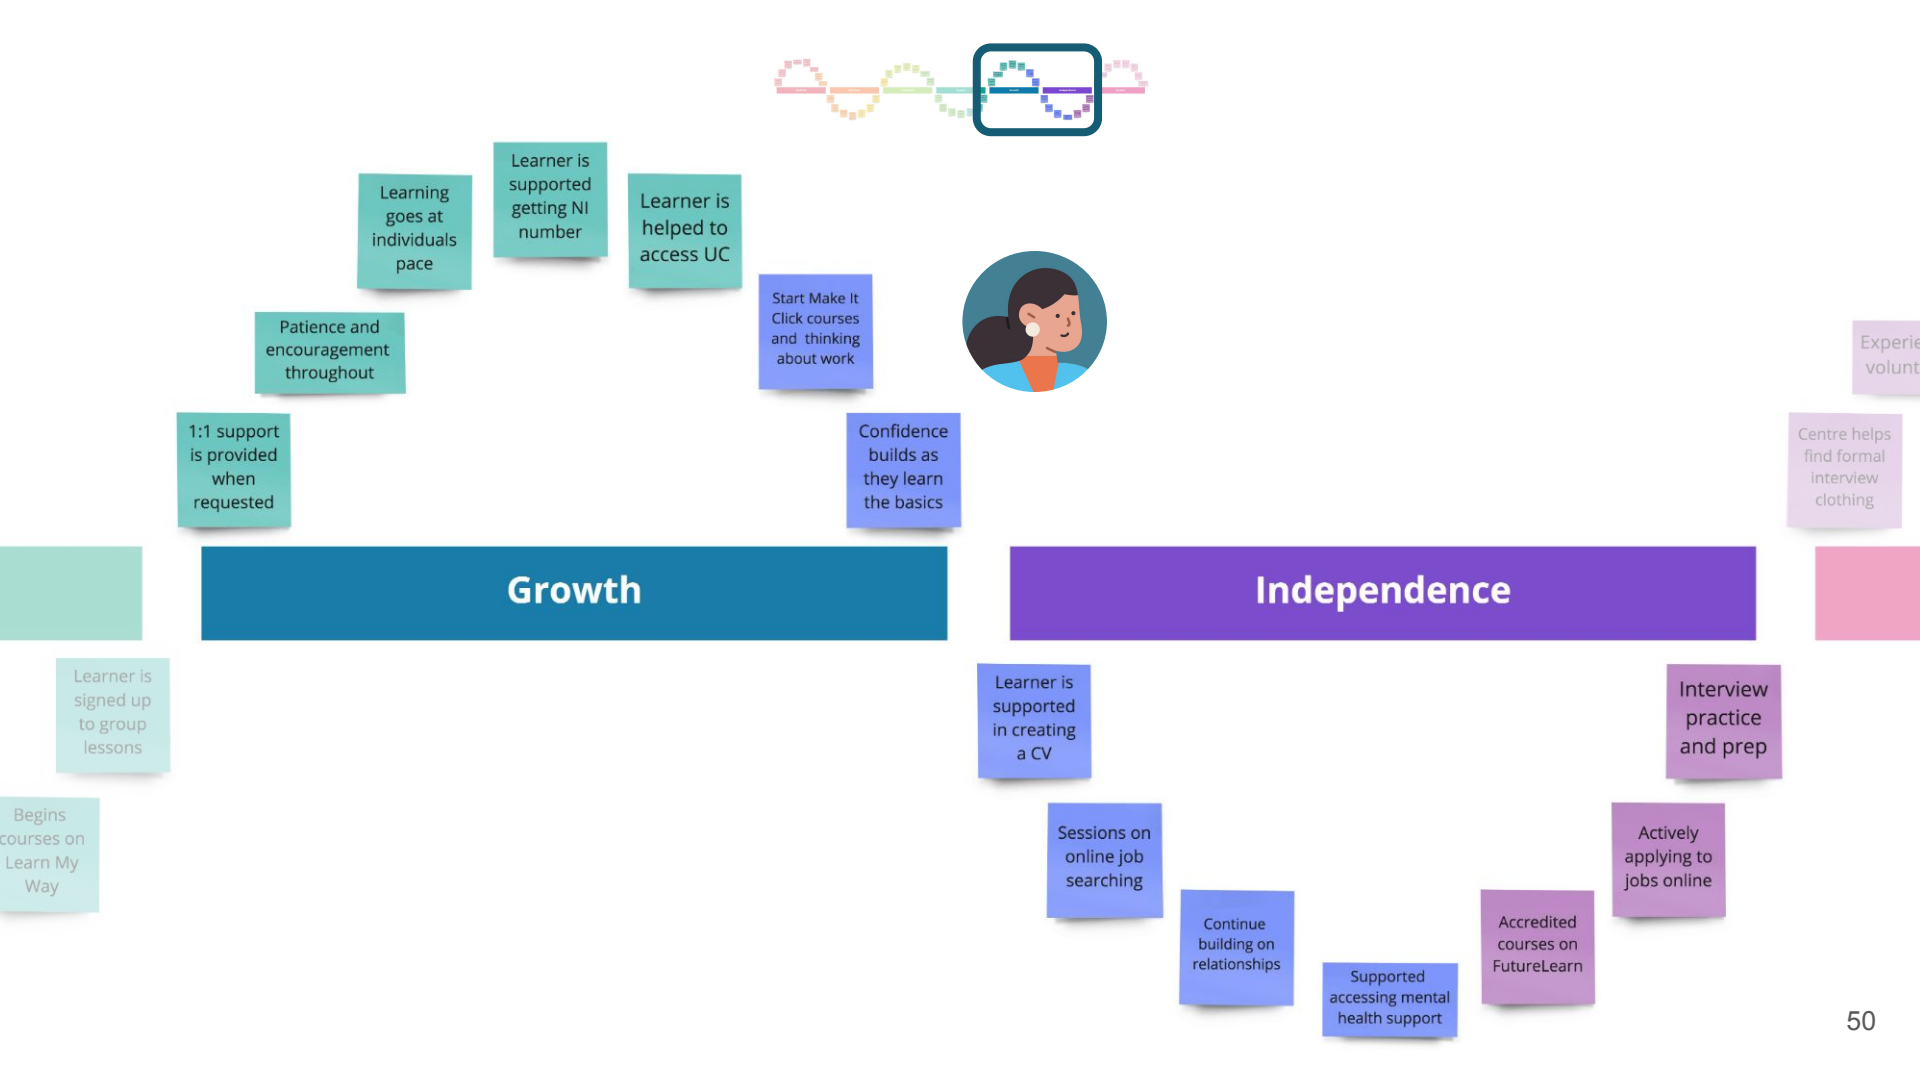 Learning
goes at
individuals
pace
Learner is
supported
getting NI
number
Learner is
helped to
access UC
Start Make It
Click courses
and thinking
about work
Patience and
encouragement
throughout
1:1 support
is provided
when
requested
Confidence
builds as
they learn
the basics
Centre helps
find formal
interview
clothing
Growth
Independence
Learner is
signed up
to group
lessons
Begins
courses on
Learn My
Way
Learner is
supported
in creating
a CV
Sessions on
online job
searching
Continue
building on
relationships
Supported
accessing mental
health support
Accredited
courses on
FutureLearn
Actively
applying to
jobs online
Interview
practice
and prep
50